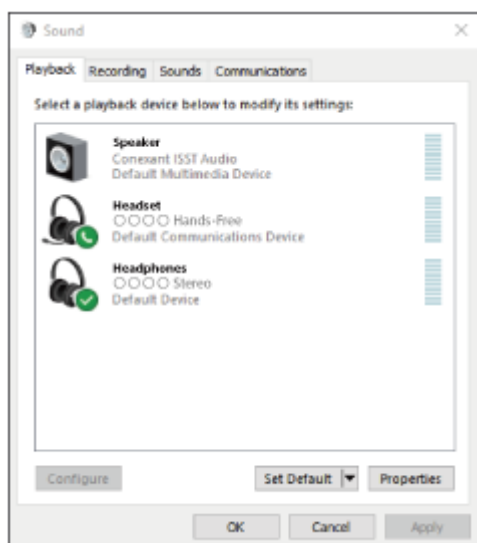 Sound
Playback Recording Sounds Communications
Select a playback device below to modify its settings:
Speaker
Conexant ISST Audio
Default Multimedia Device
Headset
○○○○ Hands-Free
Default Communications Device
Headphones
○○○○ Stereo
Default Device
Configure Set Default Properties
OK Cancel Apply